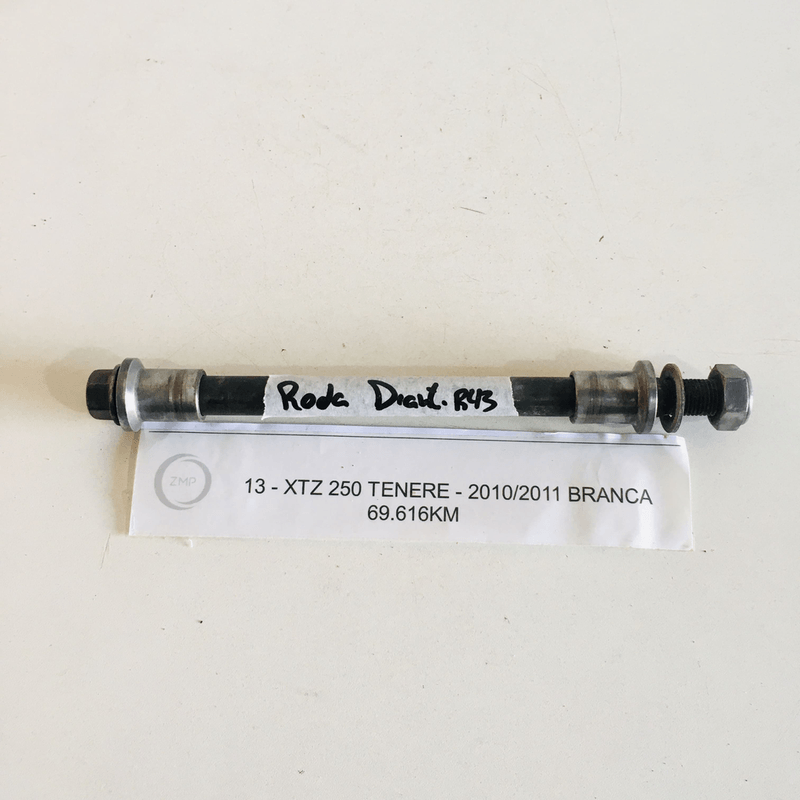 Roda Diant. R43
ZMP
13 - XTZ 250 TENERE - 2010/2011 BRANCA
69.616KM